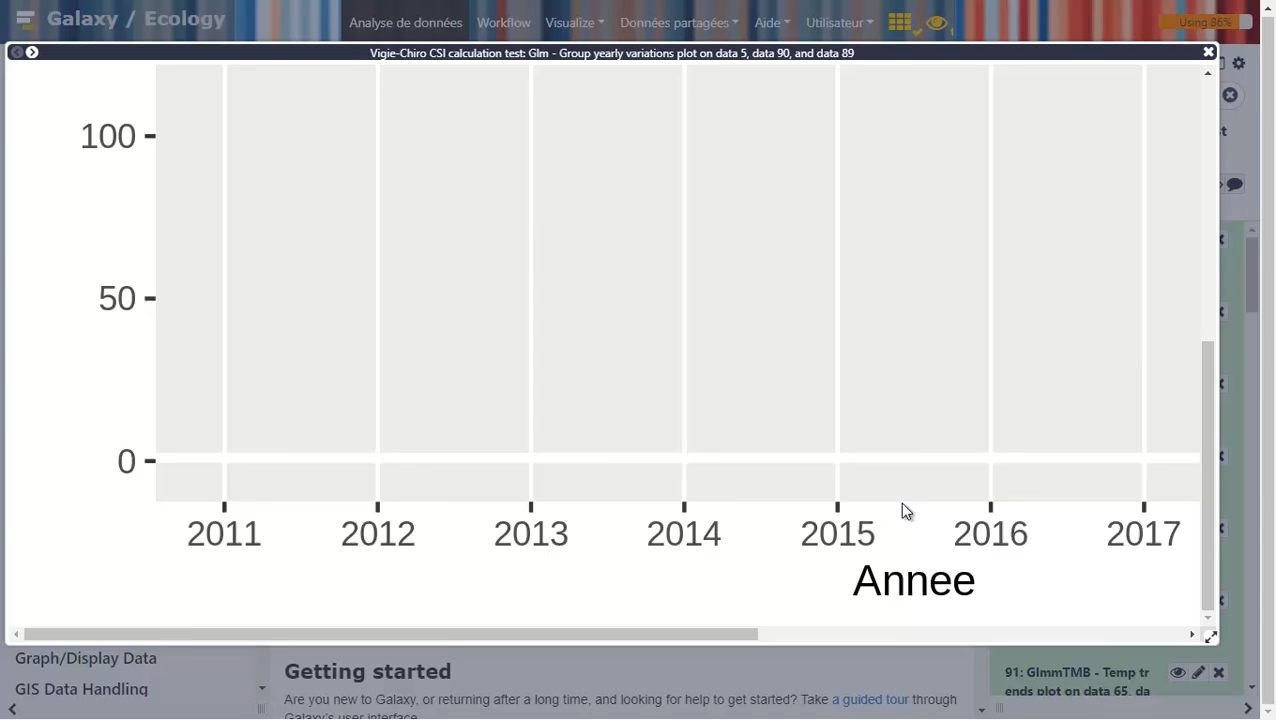 Galaxy / Ecology
Analyse de données Workflow Visualize Données partagées Aide Utilisateur
1
Using 86%
Vigie-Chiro CSI calculation test: Glm - Group yearly variations plot on data 5, data 90, and data 89
100
50
0
2011 2012 2013 2014 2015 2016 2017
Annee
Graph/Display Data
GIS Data Handling
Getting started
Are you new to Galaxy, or returning after a long time, and looking for help to get started? Take a guided tour through
Galaxy's user interface
91: GlmmTMB - Temp tr
ends plot on data 65, da